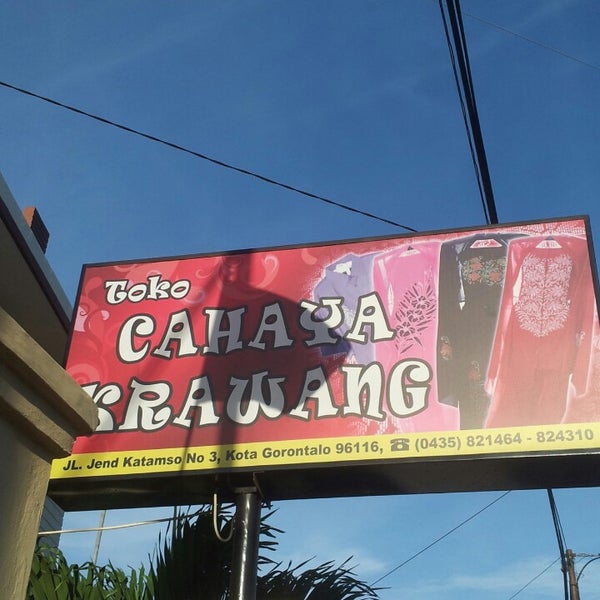 Toko
CAHAYA
KRAWANG
JL. Jend Katamso No 3, Kota Gorontalo 96116, ☎ (0435) 821464 - 824310